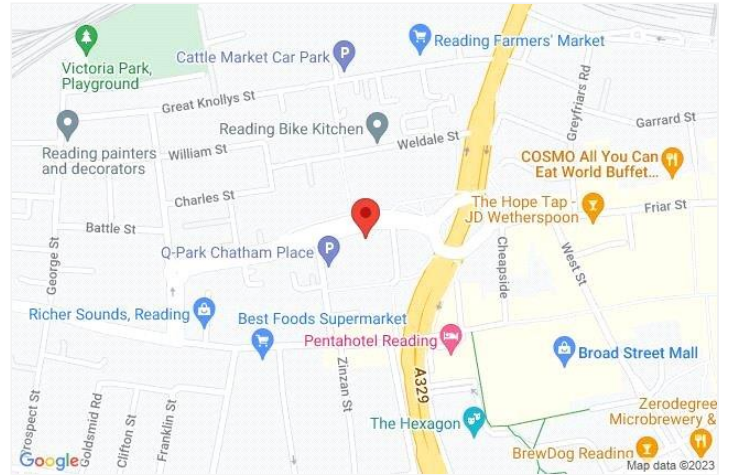 Victoria Park,
Playground
Cattle Market Car Park
P
Reading Farmers' Market
Great Knollys St
Greyfriars Rd
Garrard St
Reading Bike Kitchen
Weldale St
Reading painters
and decorators
William St
COSMO All You Can
Eat World Buffet...
Charles St
The Hope Tap -
JD Wetherspoon
Friar St
Battle St
George St
Q-Park Chatham Place
P
Cheapside
West St
Richer Sounds, Reading
Best Foods Supermarket
Pentahotel Reading
Broad Street Mall
Zinzan St
A329
Prospect St
Goldsmid Rd
Clifton St
Franklin St
The Hexagon
Zerodegrees
Microbrewery &
BrewDog Reading
Google
Map data ©2023